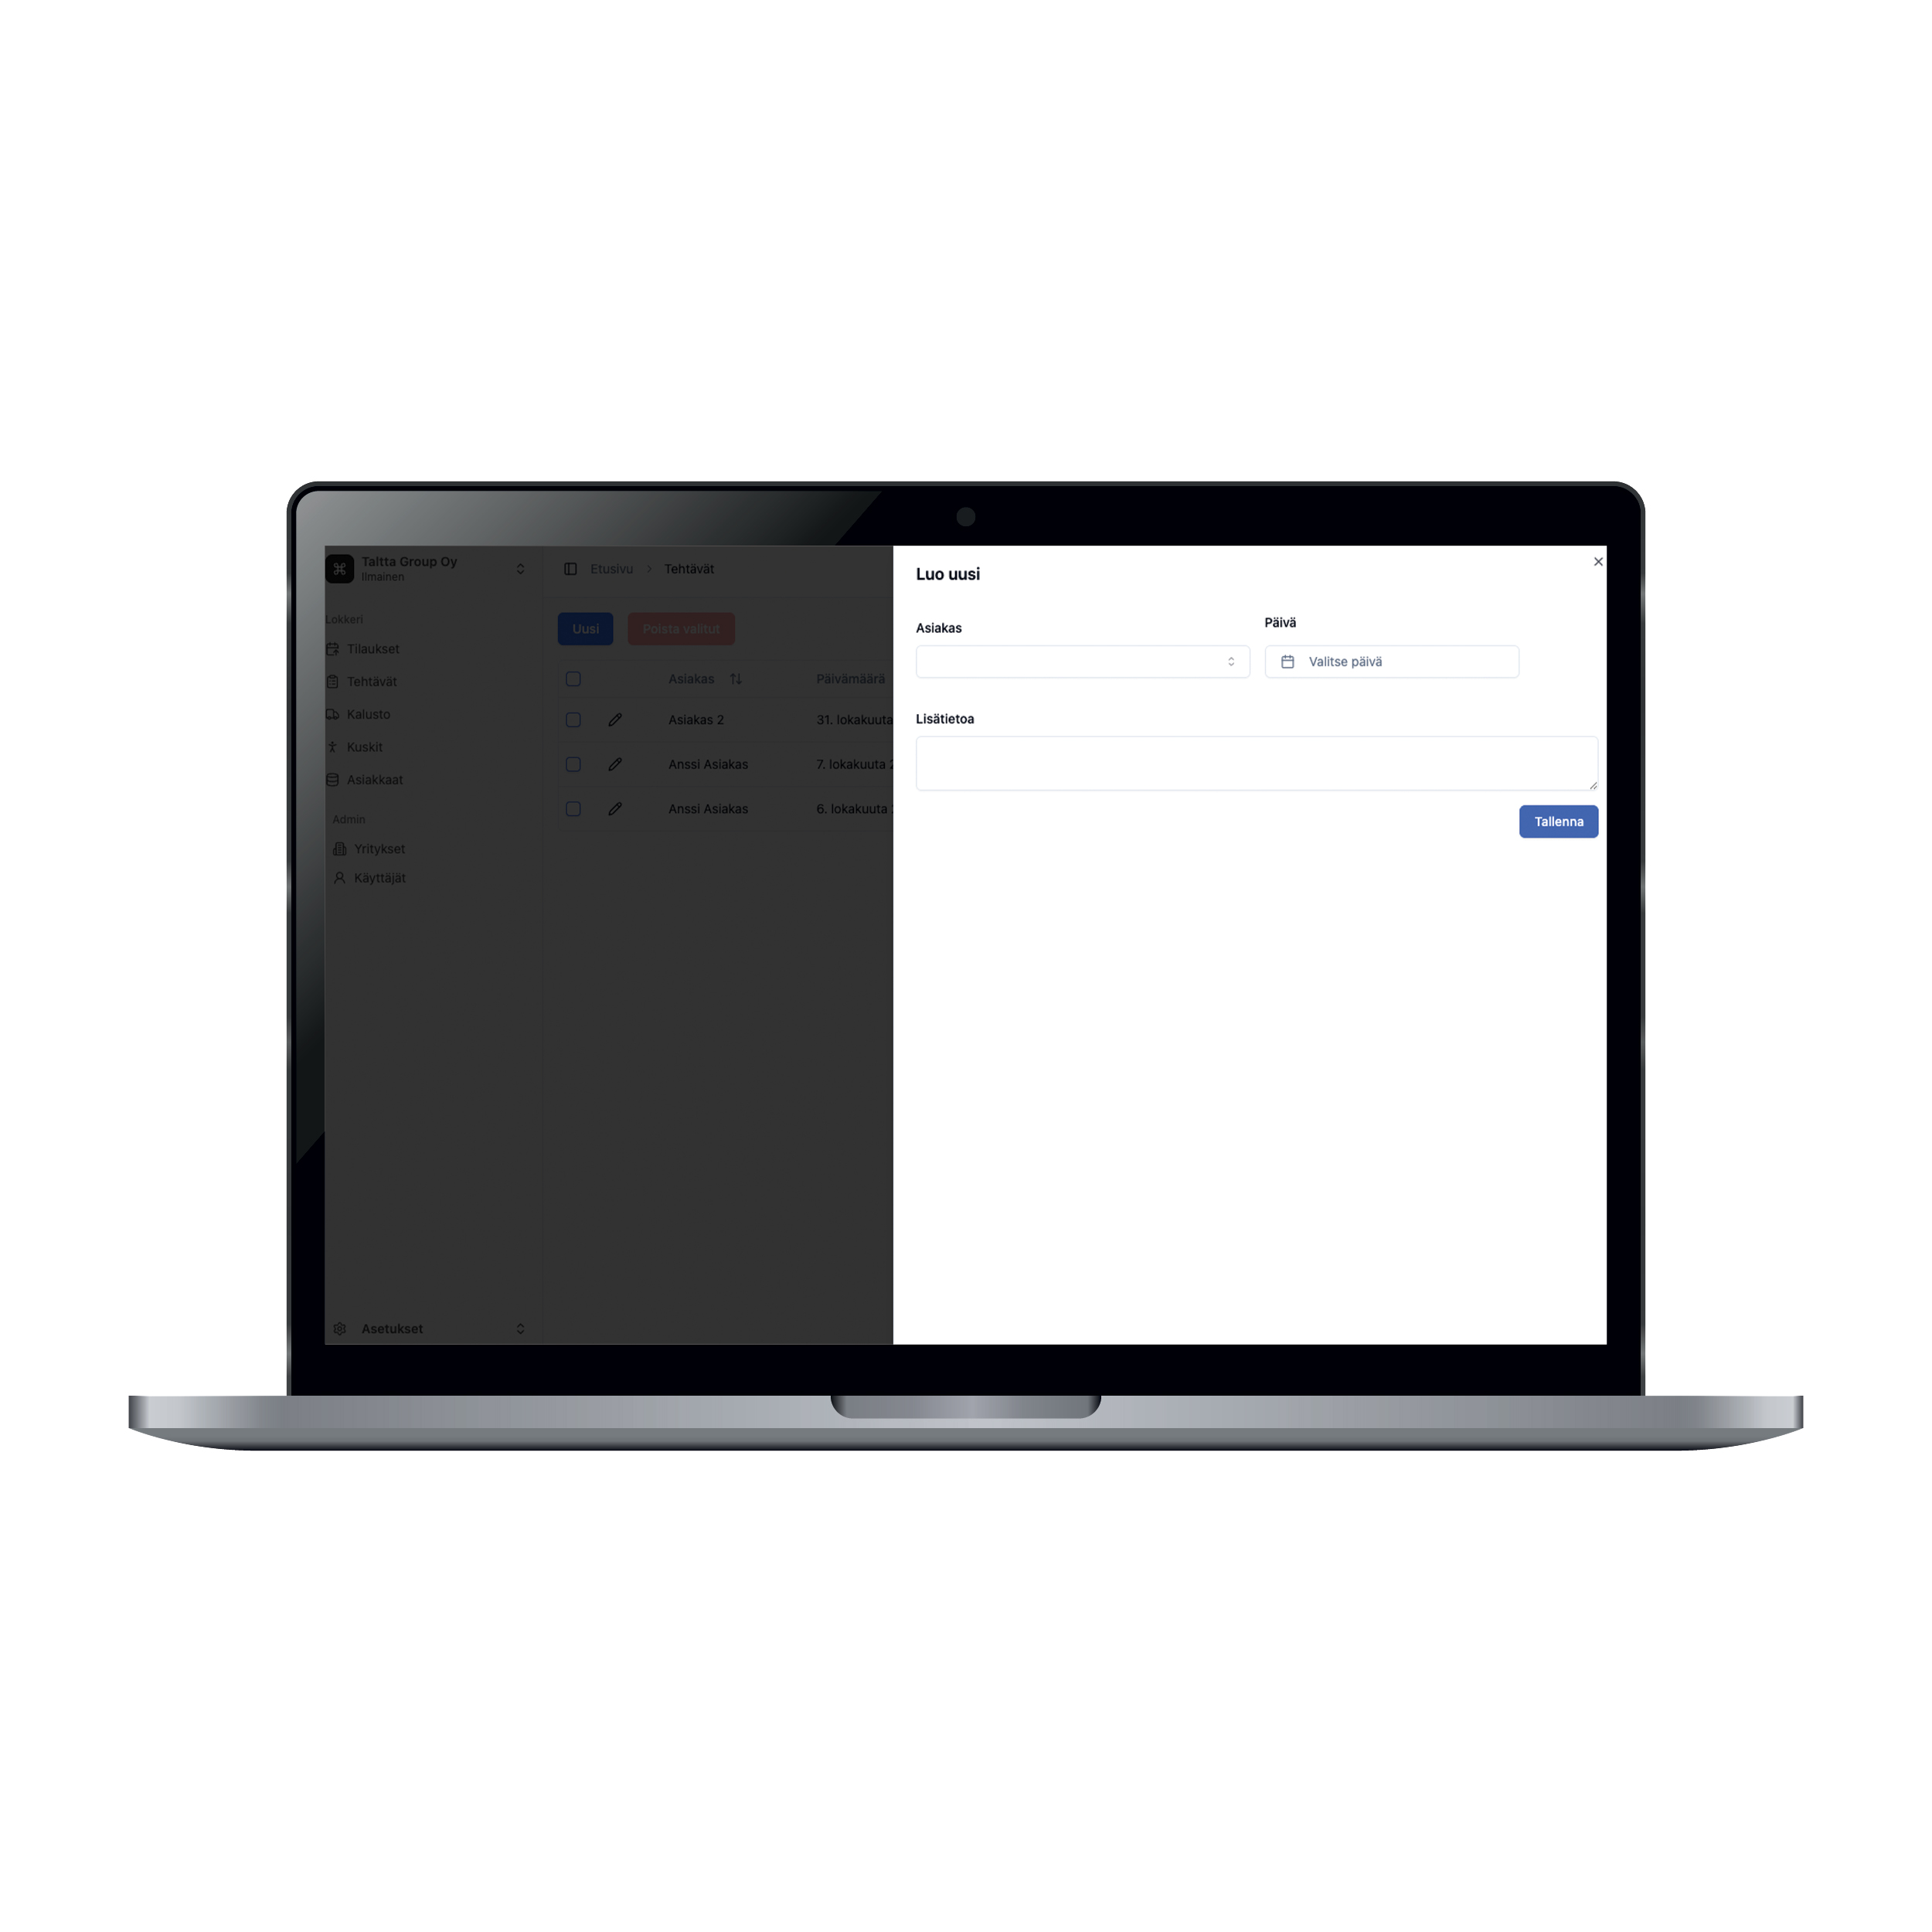 Taltta Group Oy
Ilmainen
Lokkeri
Tilaukset
Tehtävät
Kalusto
Kuskit
Asiakkaat
Admin
Yritykset
Käyttäjät
Asetukset
Etusivu > Tehtävät
Uusi
Poista valitut
Asiakas Päivämäärä
Asiakas 2 31. lokakuuta
Anssi Asiakas 7. lokakuuta
Anssi Asiakas 6. lokakuuta
Luo uusi
Asiakas
Päivä
Valitse päivä
Lisätietoa
Tallenna